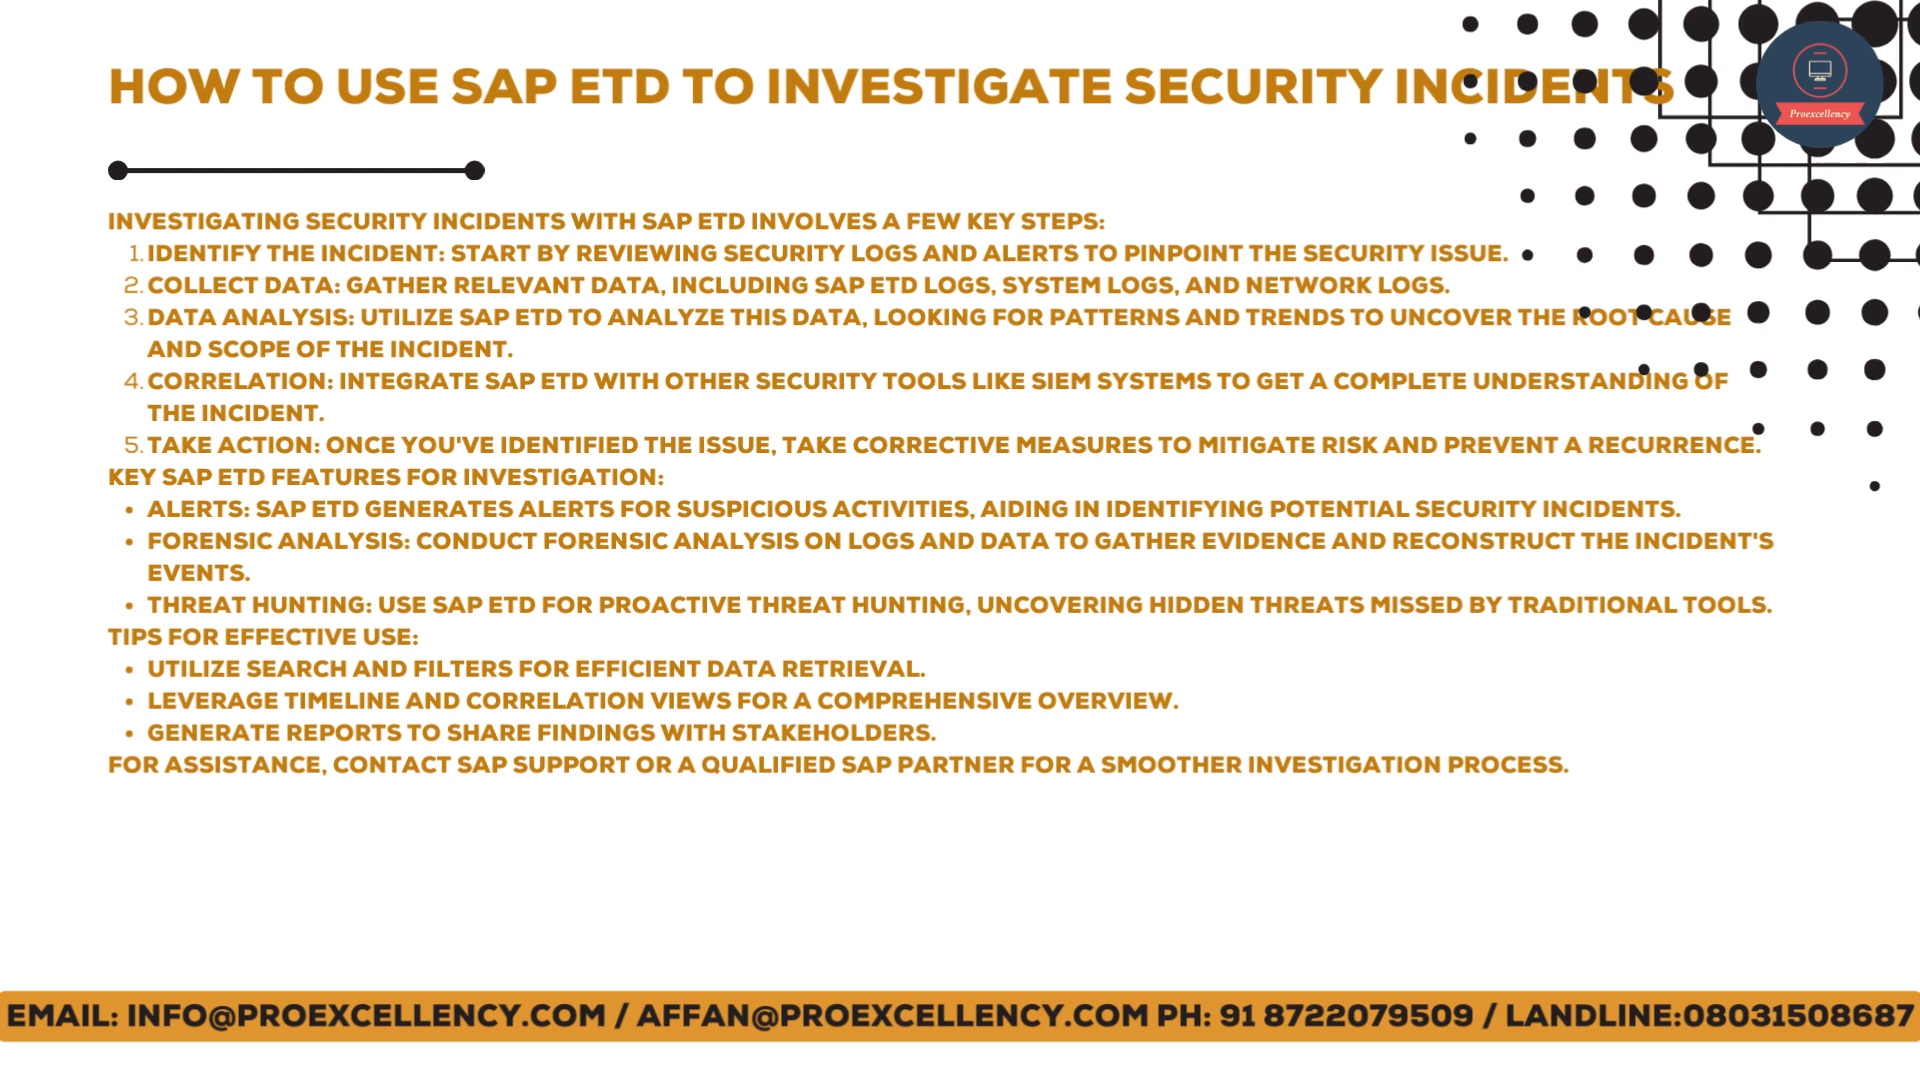 HOW TO USE SAP ETD TO INVESTIGATE SECURITY INCIDENTS
Proexcellency
INVESTIGATING SECURITY INCIDENTS WITH SAP ETD INVOLVES A FEW KEY STEPS:
1. IDENTIFY THE INCIDENT: START BY REVIEWING SECURITY LOGS AND ALERTS TO PINPOINT THE SECURITY ISSUE.
2. COLLECT DATA: GATHER RELEVANT DATA, INCLUDING SAP ETD LOGS, SYSTEM LOGS, AND NETWORK LOGS.
3. DATA ANALYSIS: UTILIZE SAP ETD TO ANALYZE THIS DATA, LOOKING FOR PATTERNS AND TRENDS TO UNCOVER THE ROOT CAUSE
AND SCOPE OF THE INCIDENT.
4. CORRELATION: INTEGRATE SAP ETD WITH OTHER SECURITY TOOLS LIKE SIEM SYSTEMS TO GET A COMPLETE UNDERSTANDING OF
THE INCIDENT.
5. TAKE ACTION: ONCE YOU'VE IDENTIFIED THE ISSUE, TAKE CORRECTIVE MEASURES TO MITIGATE RISK AND PREVENT A RECURRENCE.
KEY SAP ETD FEATURES FOR INVESTIGATION:
• ALERTS: SAP ETD GENERATES ALERTS FOR SUSPICIOUS ACTIVITIES, AIDING IN IDENTIFYING POTENTIAL SECURITY INCIDENTS.
• FORENSIC ANALYSIS: CONDUCT FORENSIC ANALYSIS ON LOGS AND DATA TO GATHER EVIDENCE AND RECONSTRUCT THE INCIDENT'S
EVENTS.
• THREAT HUNTING: USE SAP ETD FOR PROACTIVE THREAT HUNTING, UNCOVERING HIDDEN THREATS MISSED BY TRADITIONAL TOOLS.
TIPS FOR EFFECTIVE USE:
• UTILIZE SEARCH AND FILTERS FOR EFFICIENT DATA RETRIEVAL.
• LEVERAGE TIMELINE AND CORRELATION VIEWS FOR A COMPREHENSIVE OVERVIEW.
• GENERATE REPORTS TO SHARE FINDINGS WITH STAKEHOLDERS.
FOR ASSISTANCE, CONTACT SAP SUPPORT OR A QUALIFIED SAP PARTNER FOR A SMOOTHER INVESTIGATION PROCESS.
EMAIL: INFO@PROEXCELLENCY.COM / AFFAN@PROEXCELLENCY.COM PH: 91 8722079509 / LANDLINE:08031508687